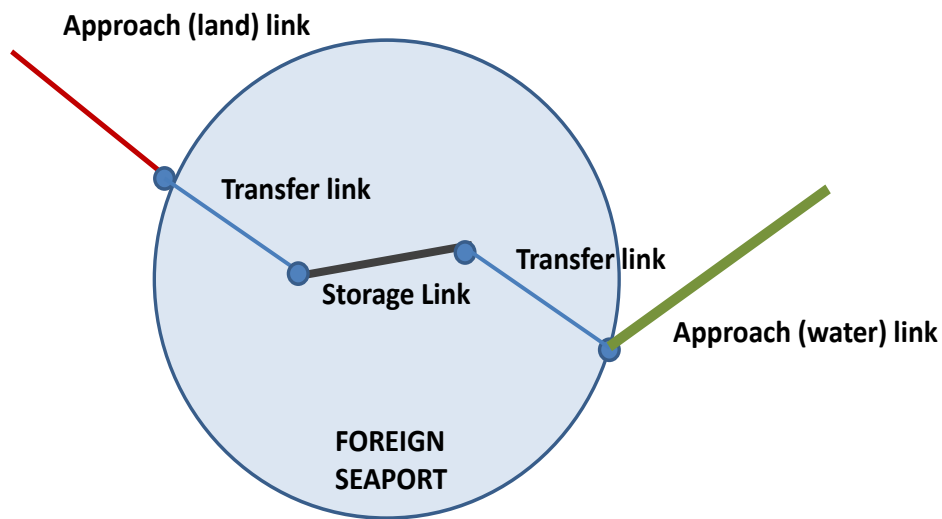 Approach (land) link
Transfer link
Transfer link
Storage Link
Approach (water) link
FOREIGN
SEAPORT